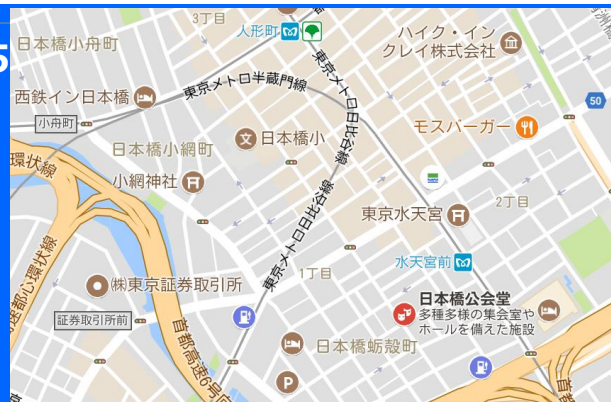 5
3丁目
日本橋小舟町
人形町
ハイク・イン
クレイ株式会社
西鉄イン日本橋
東京メトロ半蔵門線
東京メトロ日比谷線
50
小舟町
日本橋小
モスバーガー
日本橋小網町
環状線
小網神社
2丁目
東京水天宮
東京メトロ日比谷線
水天宮前
1丁目
㈱東京証券取引所
日本橋公会堂
多種多様の集会室や
ホールを備えた施設
証券取引所前
速都心環状線
首都高速6号
日本橋蛎殻町
P
首都